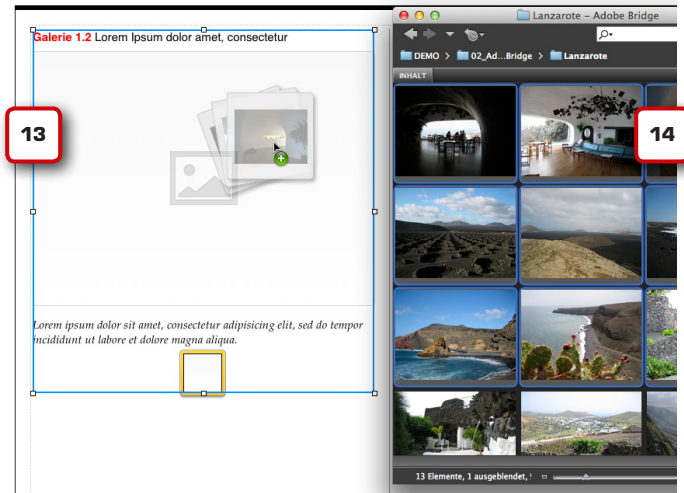 Galerie 1.2 Lorem Ipsum dolor amet, consectetur
13
Lorem ipsum dolor sit amet, consectetur adipisicing elit, sed do tempor
incididunt ut labore et dolore magna aliqua.
Lanzarote – Adobe Bridge
DEMO > 02_Ad...Bridge > Lanzarote
INHALT
14
13 Elemente, 1 ausgeblendet,